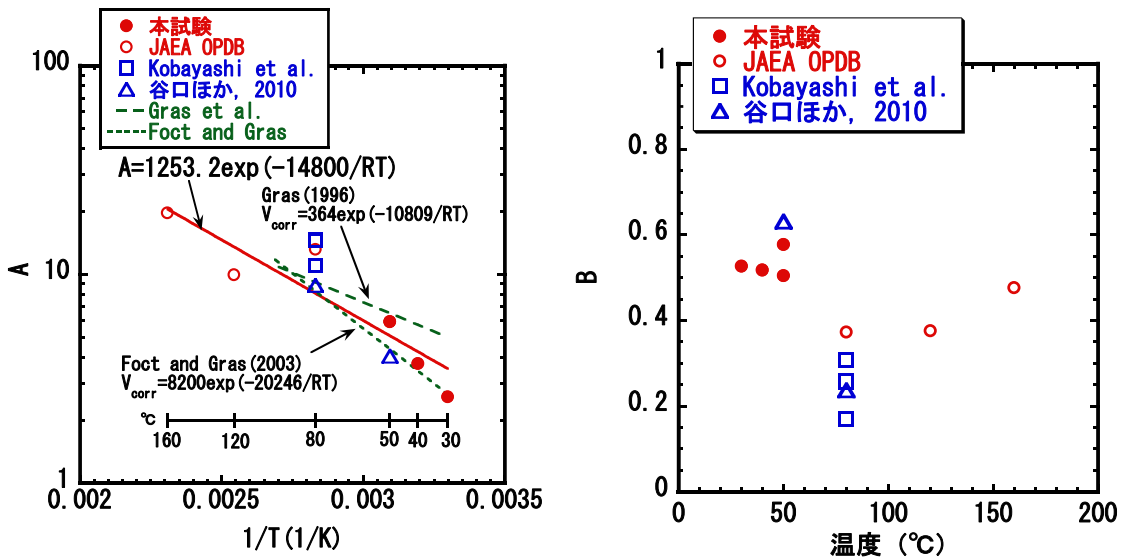 本試験
JAEA OPDB
Kobayashi et al.
谷口ほか, 2010
Gras et al.
Foct and Gras
100
10
1
A
A=1253.2exp(-14800/RT)
Gras(1996)
Vcorr=364exp(-10809/RT)
Foct and Gras(2003)
Vcorr=8200exp(-20246/RT)
℃
160 120 80 50 40 30
0.002 0.0025 0.003 0.0035
1/T(1/K)
本試験
JAEA OPDB
Kobayashi et al.
谷口ほか, 2010
1
0.8
0.6
0.4
0.2
0
B
0 50 100 150 200
温度 (℃)